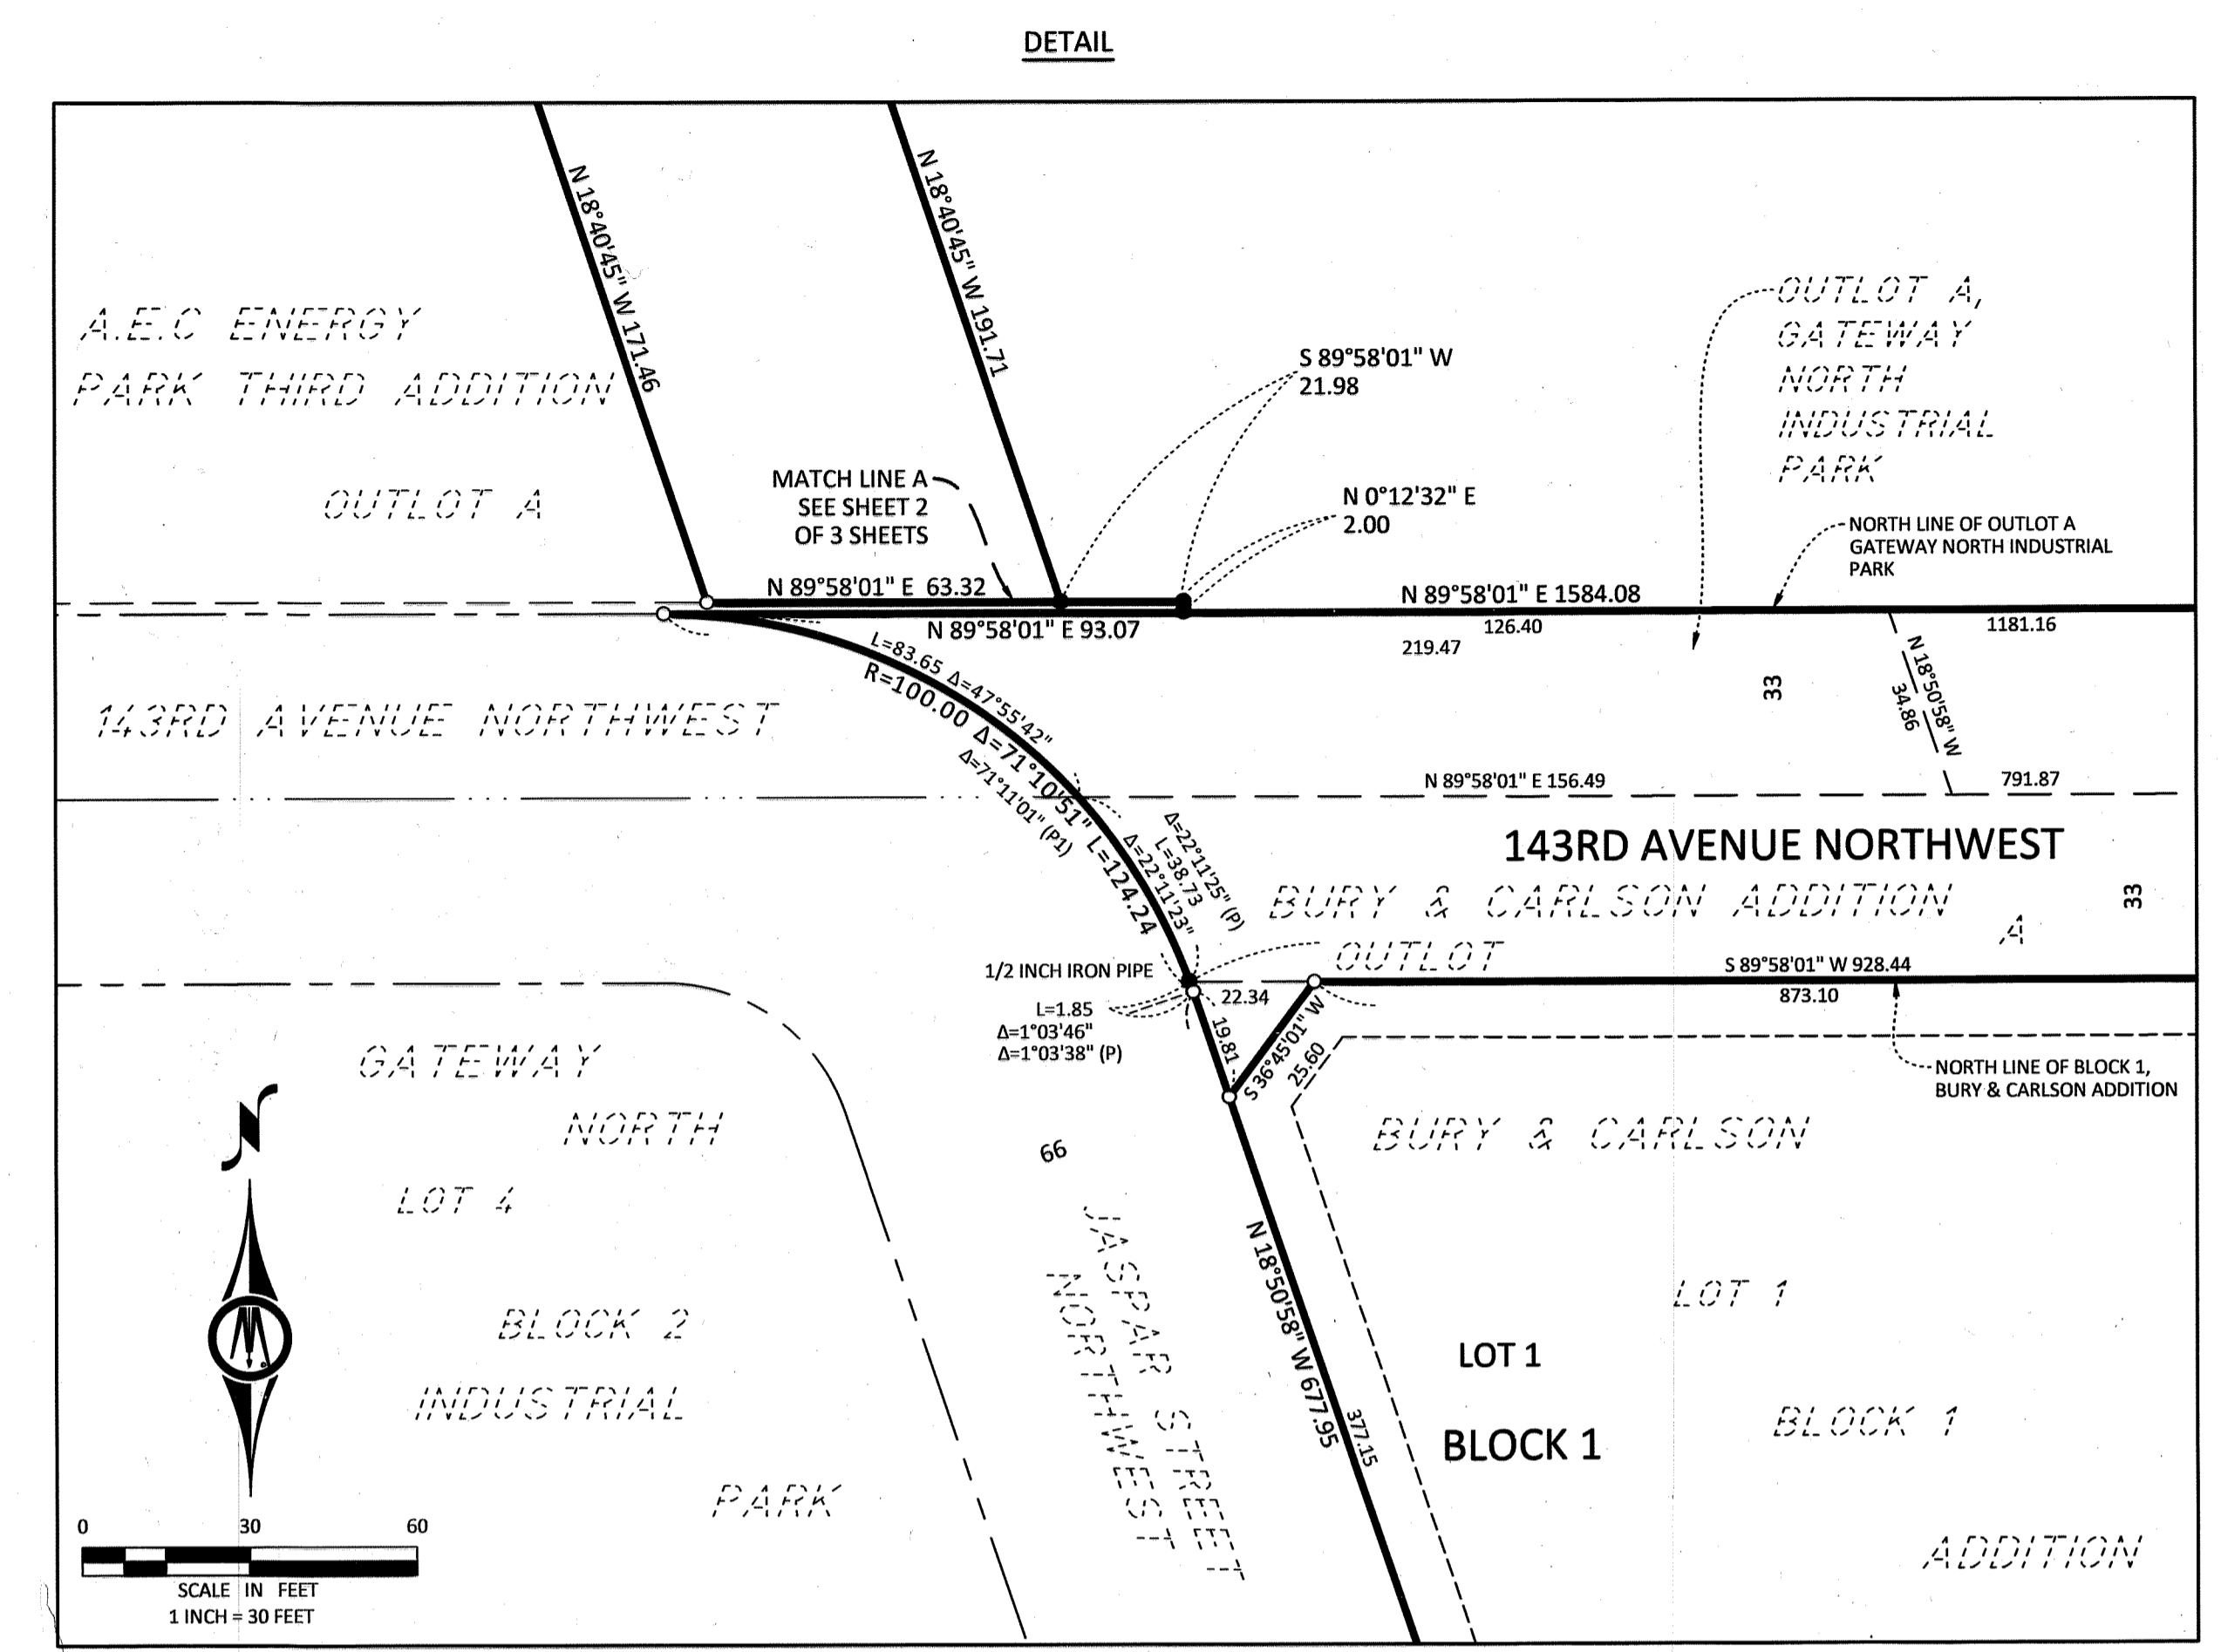 DETAIL
N 18°40'45" W 171.46
N 18°40'45" W 191.71
OUTLOT A,
GATEWAY
NORTH
INDUSTRIAL
PARK
A.E.C ENERGY
PARK THIRD ADDITION
OUTLOT A
S 89°58'01" W
21.98
MATCH LINE A
SEE SHEET 2
OF 3 SHEETS
N 0°12'32" E
2.00
NORTH LINE OF OUTLOT A
GATEWAY NORTH INDUSTRIAL
PARK
N 89°58'01" E 63.32
N 89°58'01" E 1584.08
N 89°58'01" E 93.07
126.40
1181.16
219.47
L=83.65 Δ=47°55'42"
R=100.00 Δ=71°10'51" L=124.24
Δ=71°11'01" (P1)
33
N 18°50'58" W
34.86
143RD AVENUE NORTHWEST
N 89°58'01" E 156.49
791.87
Δ=22°11'25" (P)
L=38.73
Δ=22°11'23"
143RD AVENUE NORTHWEST
BURY & CARLSON ADDITION
33
A
OUTLOT
1/2 INCH IRON PIPE
S 89°58'01" W 928.44
22.34
873.10
L=1.85
Δ=1°03'46"
Δ=1°03'38" (P)
19.81
S 36°45'01" W
25.60
NORTH LINE OF BLOCK 1,
BURY & CARLSON ADDITION
GATEWAY
NORTH
N
LOT 4
BLOCK 2
INDUSTRIAL
PARK
66
JASPAR STREET
NORTHWEST
BURY & CARLSON
N 18°50'58" W 677.95
377.15
LOT 1
LOT 1
BLOCK 1
BLOCK 1
ADDITION
0 30 60
SCALE IN FEET
1 INCH = 30 FEET